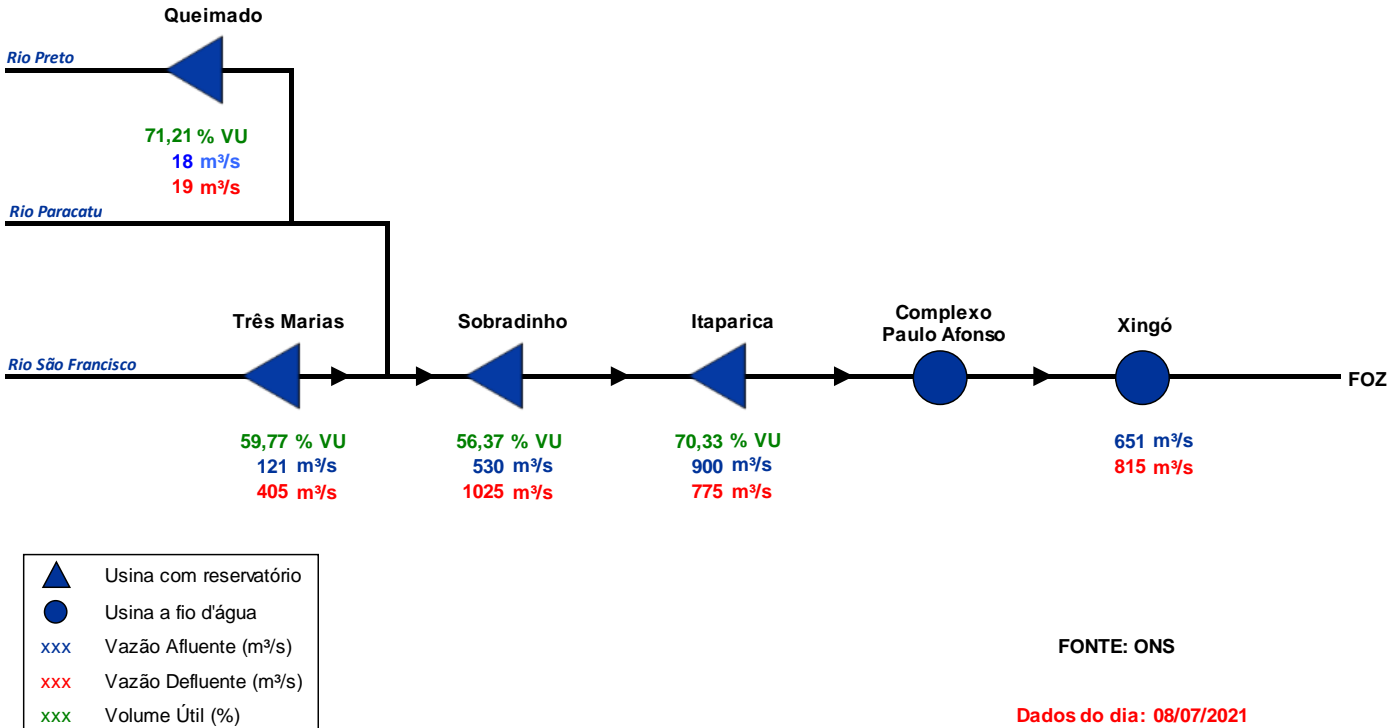 Queimado
Rio Preto
71,21 % VU
18 m³/s
19 m³/s
Rio Paracatu
Três Marias
Sobradinho
Itaparica
Complexo
Paulo Afonso
Xingó
Rio São Francisco
FOZ
59,77 % VU
121 m³/s
405 m³/s
56,37 % VU
530 m³/s
1025 m³/s
70,33 % VU
900 m³/s
775 m³/s
651 m³/s
815 m³/s
Usina com reservatório
Usina a fio d'água
xxx Vazão Afluente (m³/s)
xxx Vazão Defluente (m³/s)
xxx Volume Útil (%)
FONTE: ONS
Dados do dia: 08/07/2021